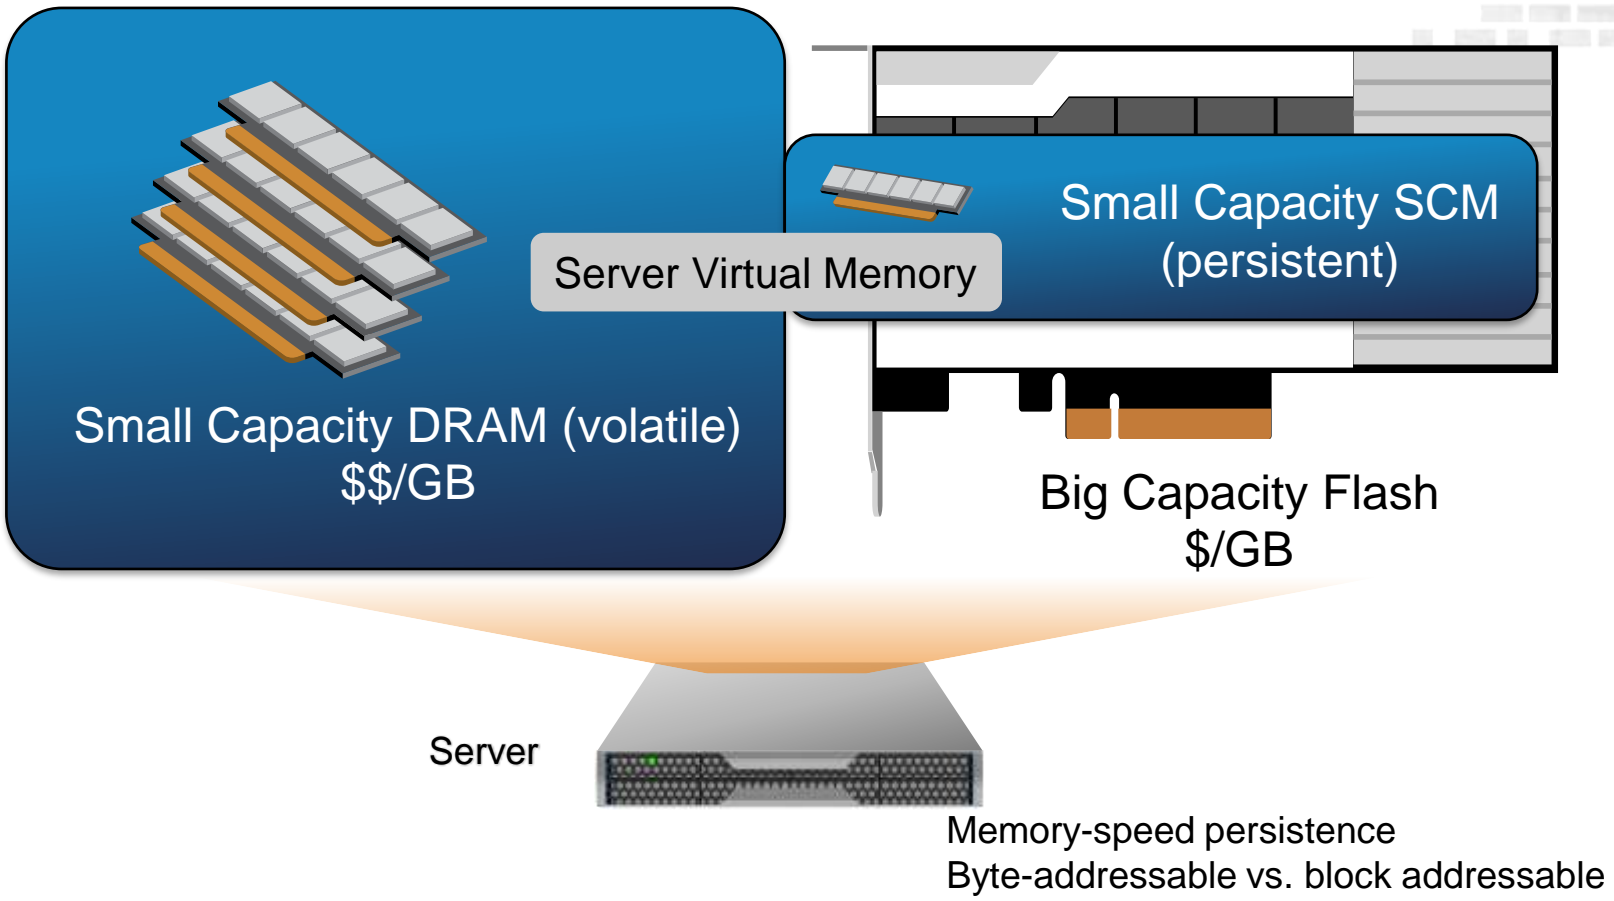 Small Capacity SCM
(persistent)
Server Virtual Memory
Small Capacity DRAM (volatile)
$$/GB
Big Capacity Flash
$/GB
Server
Memory-speed persistence
Byte-addressable vs. block addressable